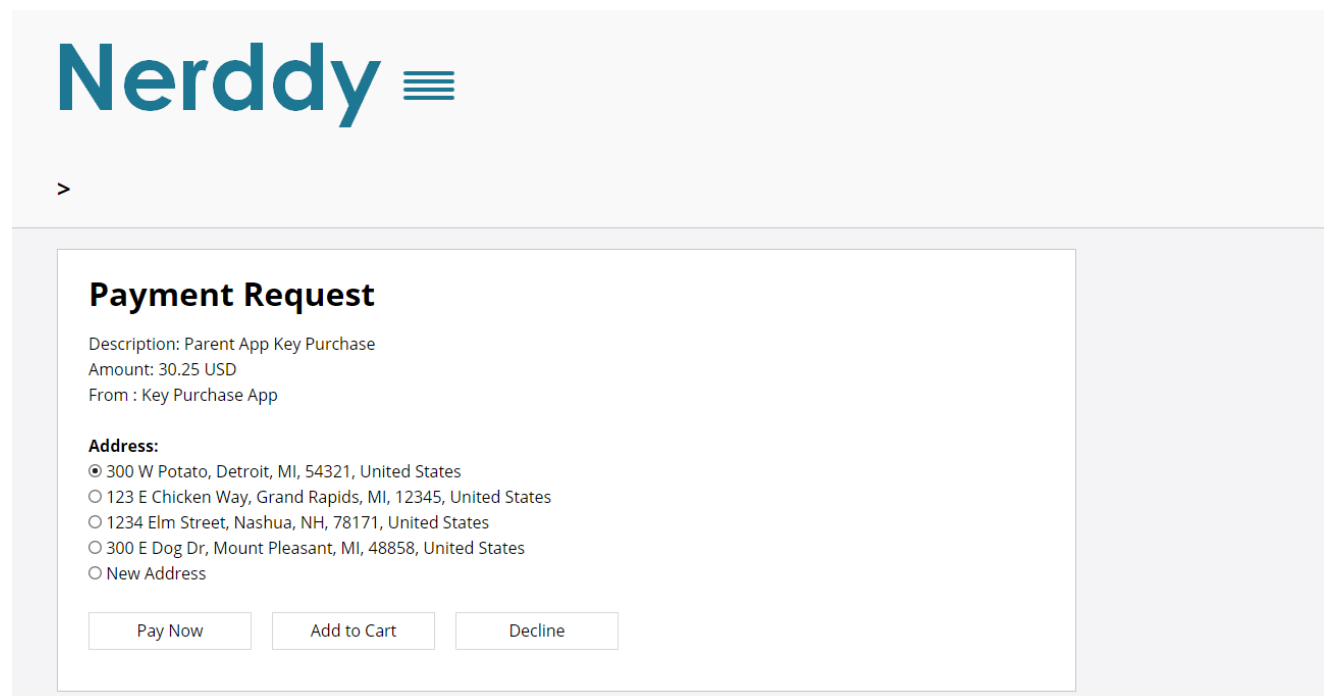 Nerddy
>
Payment Request
Description: Parent App Key Purchase
Amount: 30.25 USD
From : Key Purchase App
Address:
300 W Potato, Detroit, MI, 54321, United States
123 E Chicken Way, Grand Rapids, MI, 12345, United States
1234 Elm Street, Nashua, NH, 78171, United States
300 E Dog Dr, Mount Pleasant, MI, 48858, United States
New Address
Pay Now Add to Cart Decline